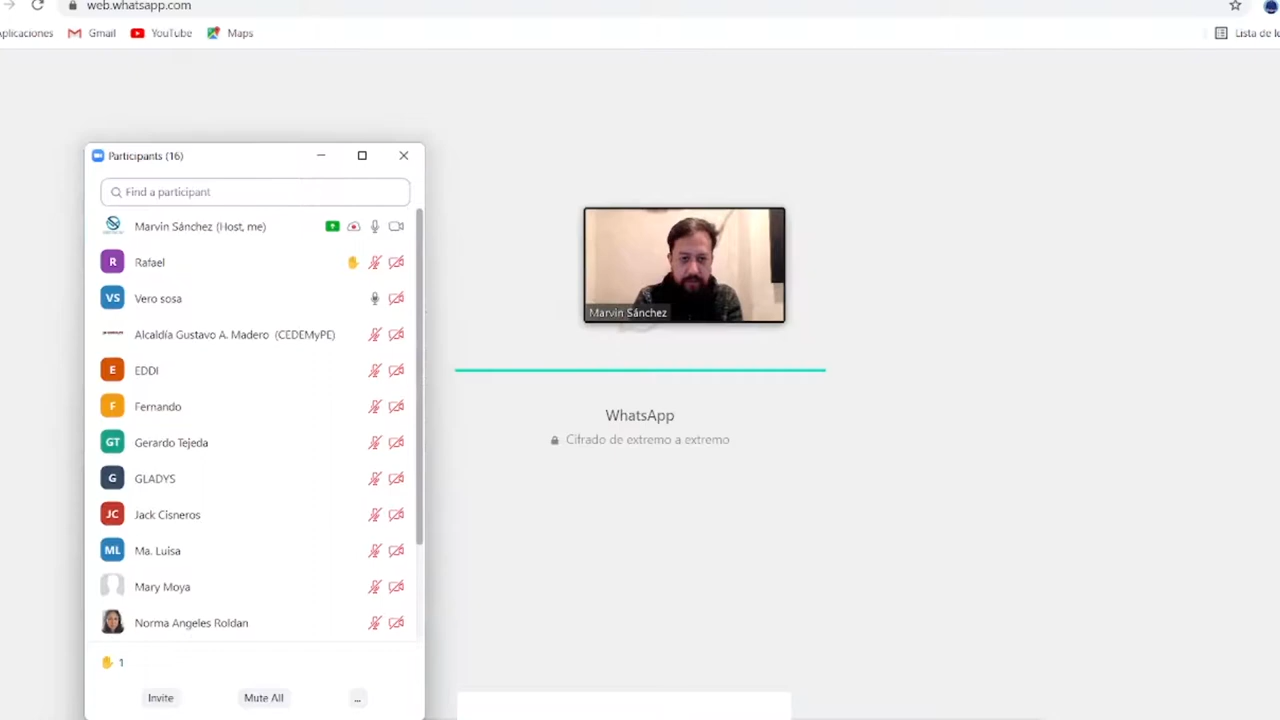 web.whatsapp.com
plicaciones Gmail YouTube Maps Lista de l
Participants (16)
Find a participant
Marvin Sánchez (Host, me)
R Rafael
VS Vero sosa
Alcaldía Gustavo A. Madero (CEDEMyPE)
E EDDI
F Fernando
GT Gerardo Tejeda
G GLADYS
JC Jack Cisneros
ML Ma. Luisa
Mary Moya
Norma Angeles Roldan
1
Invite Mute All ...
Marvin Sánchez
WhatsApp
Cifrado de extremo a extremo